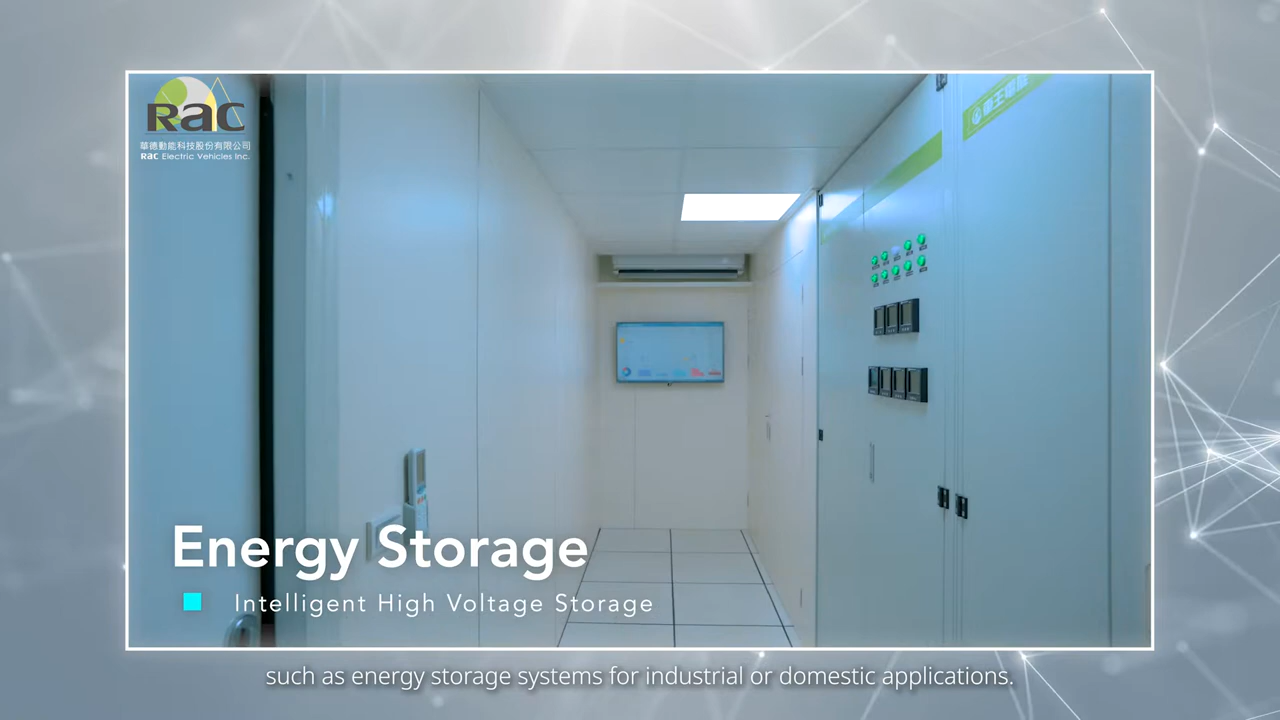 RaC
華德動能科技股份有限公司
RaC Electric Vehicles Inc.
Energy Storage
Intelligent High Voltage Storage
such as energy storage systems for industrial or domestic applications.